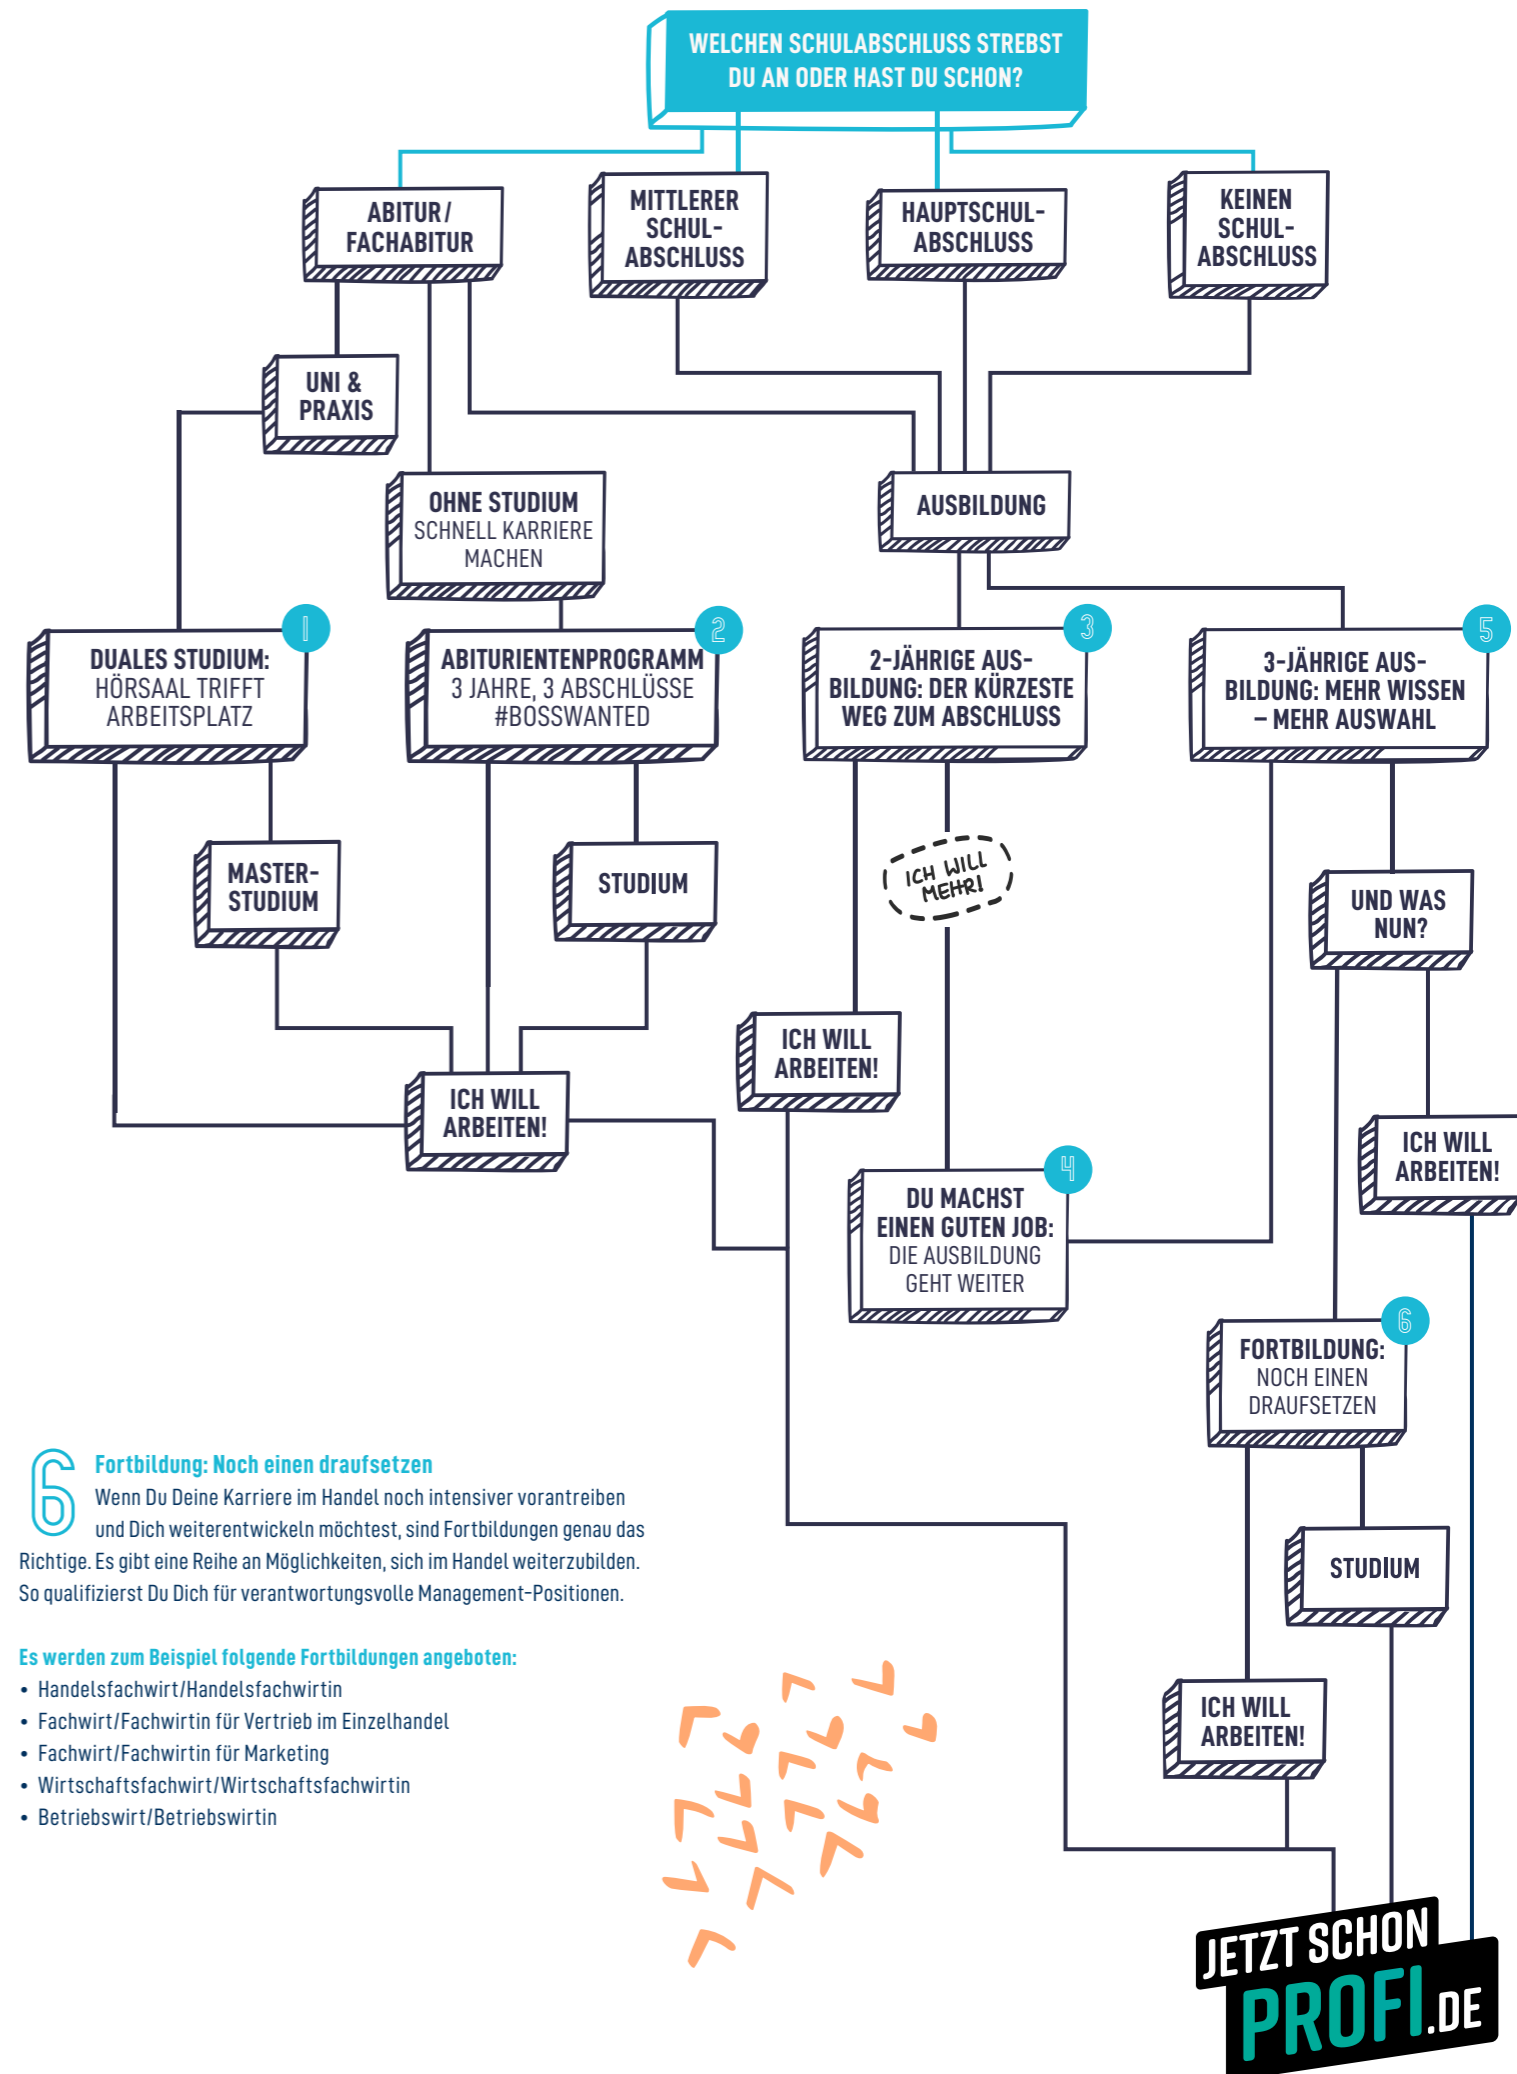 WELCHEN SCHULABSCHLUSS STREBST
DU AN ODER HAST DU SCHON?
ABITUR /
FACHABITUR
MITTLERER
SCHUL-
ABSCHLUSS
HAUPTSCHUL-
ABSCHLUSS
KEINEN
SCHUL-
ABSCHLUSS
UNI &
PRAXIS
OHNE STUDIUM
SCHNELL KARRIERE
MACHEN
AUSBILDUNG
1
DUALES STUDIUM:
HÖRSAAL TRIFFT
ARBEITSPLATZ
2
ABITURIENTENPROGRAMM
3 JAHRE, 3 ABSCHLÜSSE
#BOSSWANTED
3
2-JÄHRIGE AUS-
BILDUNG: DER KÜRZESTE
WEG ZUM ABSCHLUSS
5
3-JÄHRIGE AUS-
BILDUNG: MEHR WISSEN
– MEHR AUSWAHL
MASTER-
STUDIUM
STUDIUM
ICH WILL
MEHR!
UND WAS
NUN?
ICH WILL
ARBEITEN!
ICH WILL
ARBEITEN!
ICH WILL
ARBEITEN!
4
DU MACHST
EINEN GUTEN JOB:
DIE AUSBILDUNG
GEHT WEITER
6
FORTBILDUNG:
NOCH EINEN
DRAUFSETZEN
STUDIUM
ICH WILL
ARBEITEN!
6 Fortbildung: Noch einen draufsetzen
Wenn Du Deine Karriere im Handel noch intensiver vorantreiben
und Dich weiterentwickeln möchtest, sind Fortbildungen genau das
Richtige. Es gibt eine Reihe an Möglichkeiten, sich im Handel weiterzubilden.
So qualifizierst Du Dich für verantwortungsvolle Management-Positionen.
Es werden zum Beispiel folgende Fortbildungen angeboten:
• Handelsfachwirt/Handelsfachwirtin
• Fachwirt/Fachwirtin für Vertrieb im Einzelhandel
• Fachwirt/Fachwirtin für Marketing
• Wirtschaftsfachwirt/Wirtschaftsfachwirtin
• Betriebswirt/Betriebswirtin
JETZT SCHON
PROFI.DE